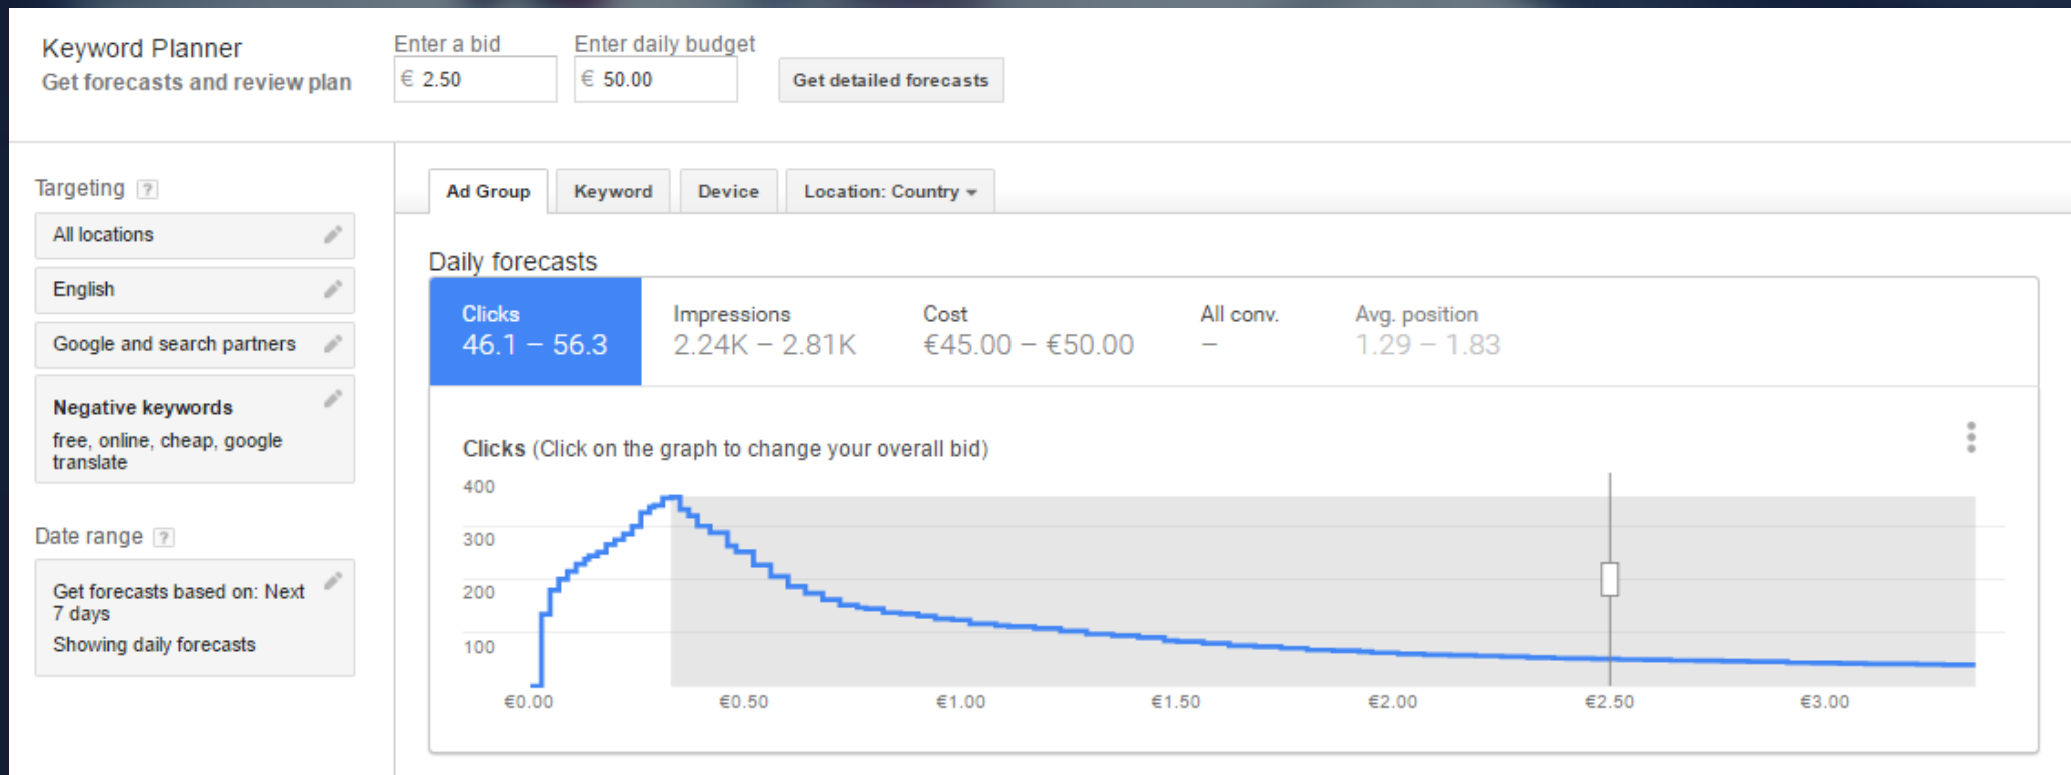 Keyword Planner
Get forecasts and review plan
Enter a bid
€ 2.50
Enter daily budget
€ 50.00
Get detailed forecasts
Targeting ?
All locations
English
Google and search partners
Negative keywords
free, online, cheap, google
translate
Date range ?
Get forecasts based on: Next
7 days
Showing daily forecasts
Ad Group
Keyword
Device
Location: Country
Daily forecasts
Clicks
46.1 – 56.3
Impressions
2.24K – 2.81K
Cost
€45.00 – €50.00
All conv.
–
Avg. position
1.29 – 1.83
Clicks (Click on the graph to change your overall bid)
400
300
200
100
€0.00 €0.50 €1.00 €1.50 €2.00 €2.50 €3.00